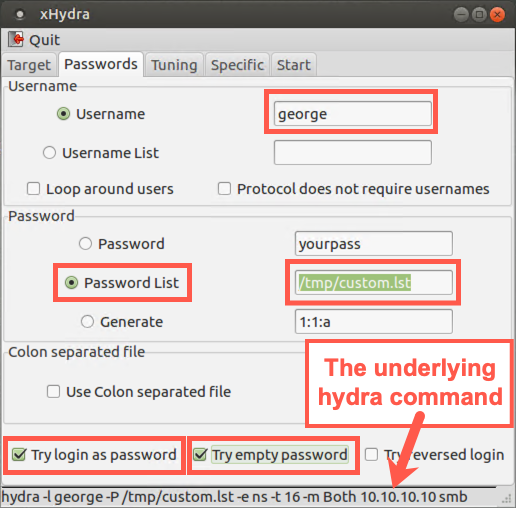 xHydra
Quit
Target Passwords Tuning Specific Start
Username
Username george
Username List
Loop around users Protocol does not require usernames
Password
Password yourpass
Password List /tmp/custom.lst
Generate 1:1:a
Colon separated file
Use Colon separated file
The underlying
hydra command
Try login as password Try empty password Try reversed login
hydra -l george -P /tmp/custom.lst -e ns -t 16 -m Both 10.10.10.10 smb